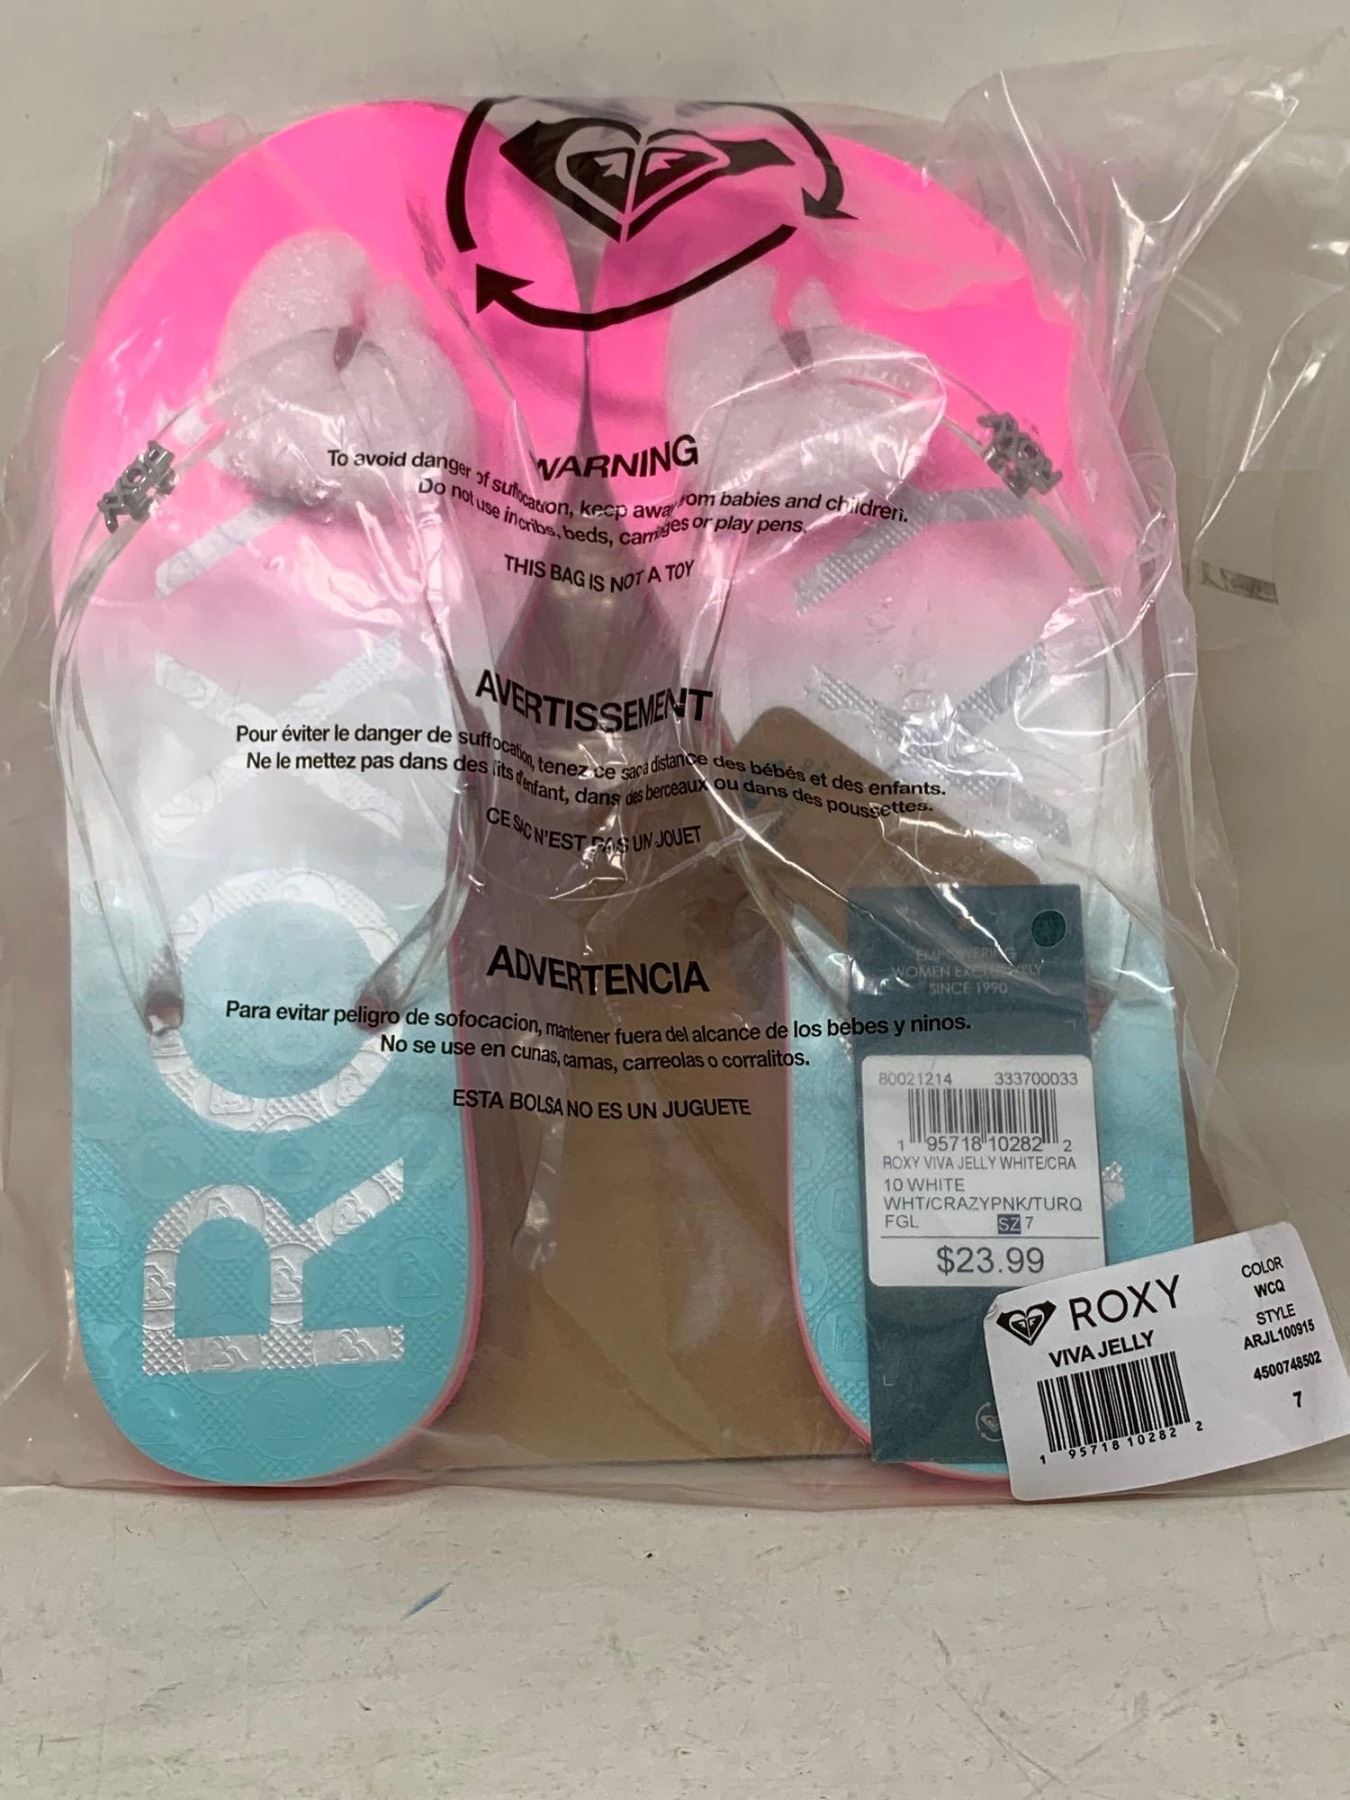 WARNING
To avoid danger of suffocation, keep away from babies and children.
Do not use in cribs, beds, carriages or play pens.
THIS BAG IS NOT A TOY
AVERTISSEMENT
Pour éviter le danger de suffocation, tenez ce sac à distance des bébés et des enfants.
Ne le mettez pas dans des lits d'enfant, dans des berceaux ou dans des poussettes.
CE SAC N'EST PAS UN JOUET
ADVERTENCIA
Para evitar peligro de sofocacion, mantener fuera del alcance de los bebes y ninos.
No se use en cunas, camas, carreolas o corralitos.
ESTA BOLSA NO ES UN JUGUETE
ROXY
ROXY
EMPOWERING
WOMEN EXCLUSIVELY
SINCE 1990
80021214 333700033
1 95718 10282 2
ROXY VIVA JELLY WHITE/CRA
10 WHITE
WHT/CRAZYPNK/TURQ
FGL SZ 7
$23.99
ROXY
VIVA JELLY
1 95718 10282 2
COLOR
WCQ
STYLE
ARJL100915
4500748502
7